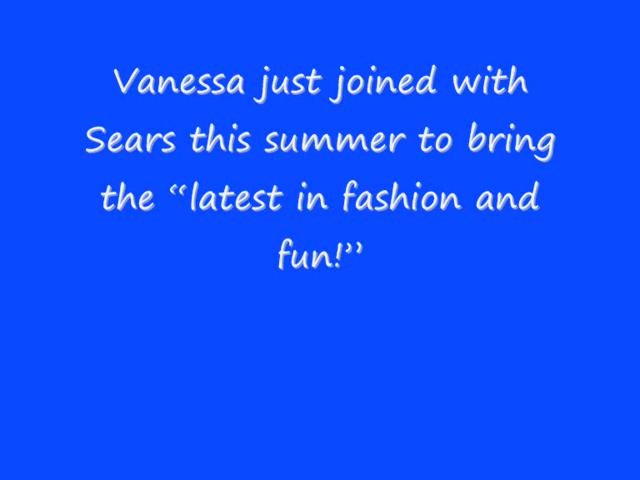 Vanessa just joined with
Sears this summer to bring
the “latest in fashion and
fun!”